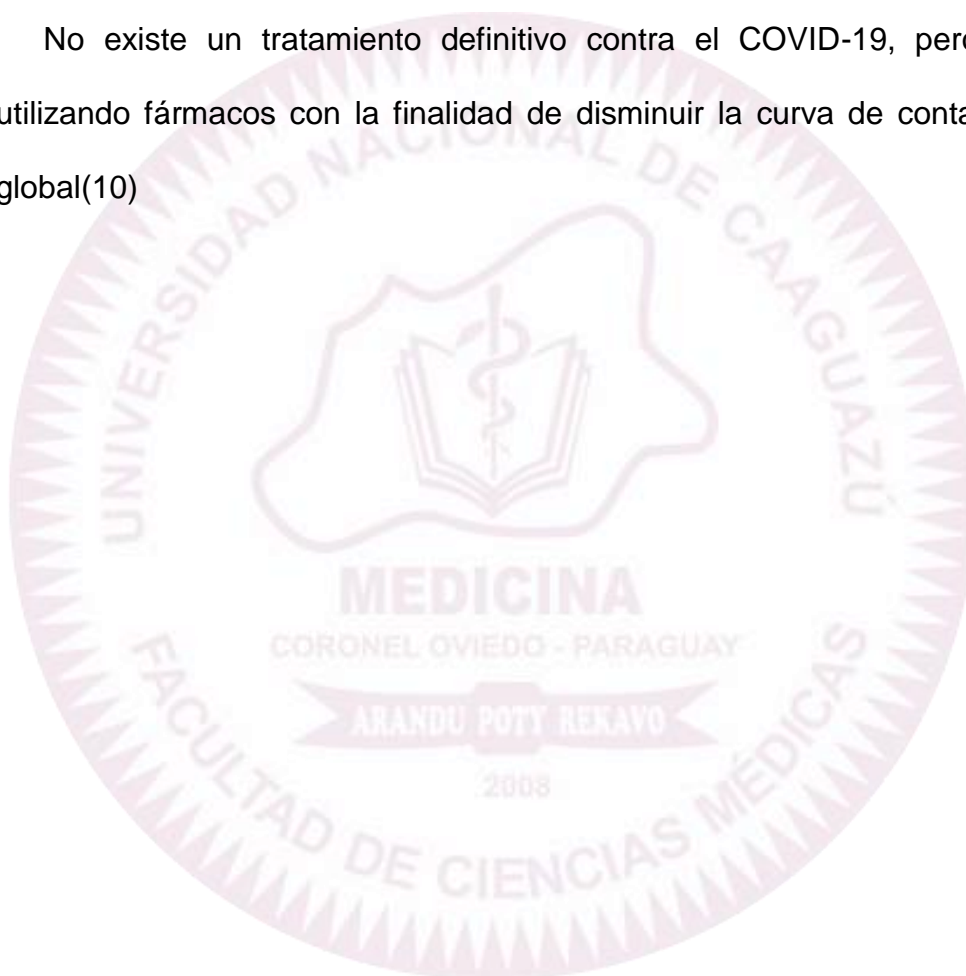 No existe un tratamiento definitivo contra el COVID-19, pero
utilizando fármacos con la finalidad de disminuir la curva de conta
global(10)
UNIVERSIDAD NACIONAL DE CAAGUAZÚ
MEDICINA
CORONEL OVIEDO - PARAGUAY
ARANDU POTY REKAVO
2008
FACULTAD DE CIENCIAS MÉDICAS